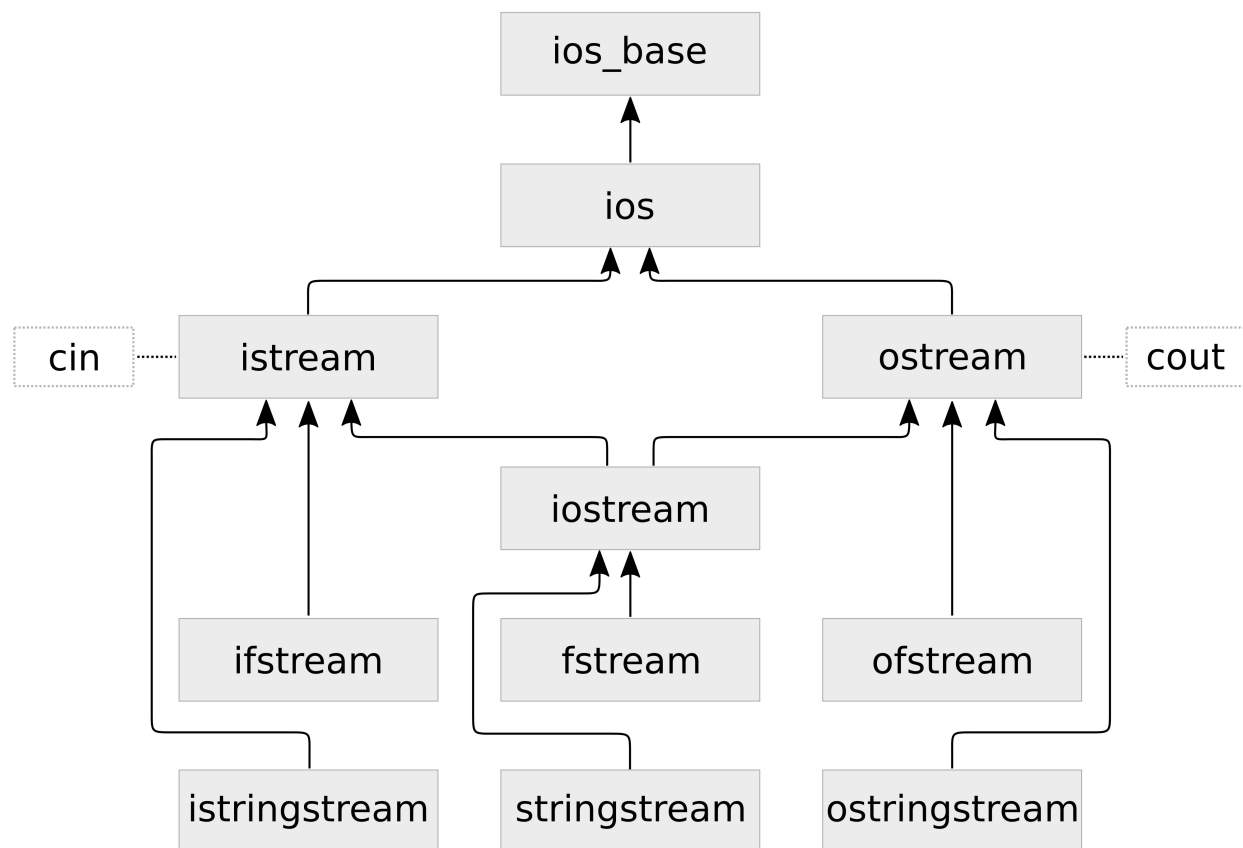 ios_base
ios
cin
istream
ostream
cout
iostream
ifstream
fstream
ofstream
istringstream
stringstream
ostringstream